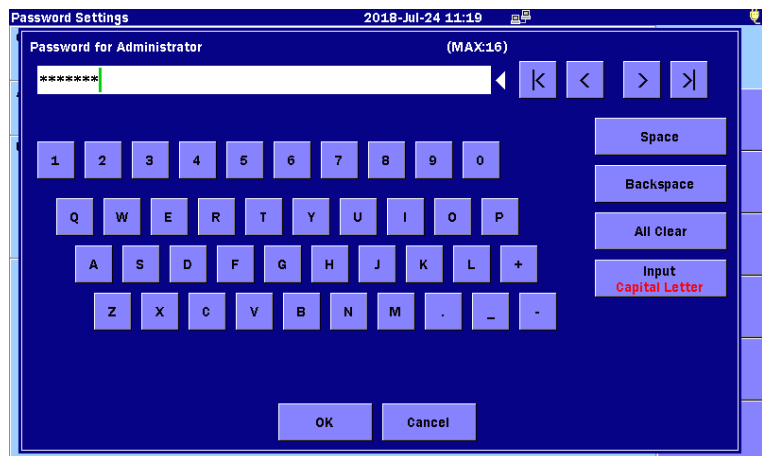 Password Settings 2018-Jul-24 11:19
Password for Administrator (MAX:16)
*******
|< < > >|
Space
1 2 3 4 5 6 7 8 9 0
Backspace
Q W E R T Y U I O P
All Clear
A S D F G H J K L +
Input
Capital Letter
Z X C V B N M . _ -
OK Cancel